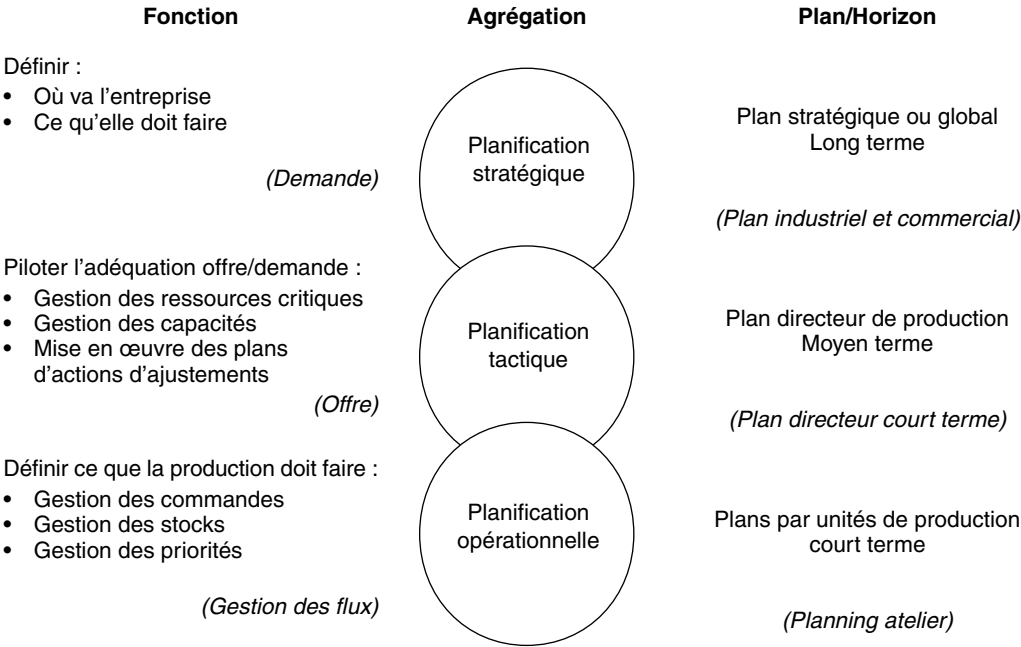 Fonction
Agrégation
Plan/Horizon
Définir :
• Où va l'entreprise
• Ce qu'elle doit faire
(Demande)
Planification
stratégique
Plan stratégique ou global
Long terme
(Plan industriel et commercial)
Piloter l'adéquation offre/demande :
• Gestion des ressources critiques
• Gestion des capacités
• Mise en œuvre des plans
d'actions d'ajustements
(Offre)
Planification
tactique
Plan directeur de production
Moyen terme
(Plan directeur court terme)
Définir ce que la production doit faire :
• Gestion des commandes
• Gestion des stocks
• Gestion des priorités
(Gestion des flux)
Planification
opérationnelle
Plans par unités de production
court terme
(Planning atelier)